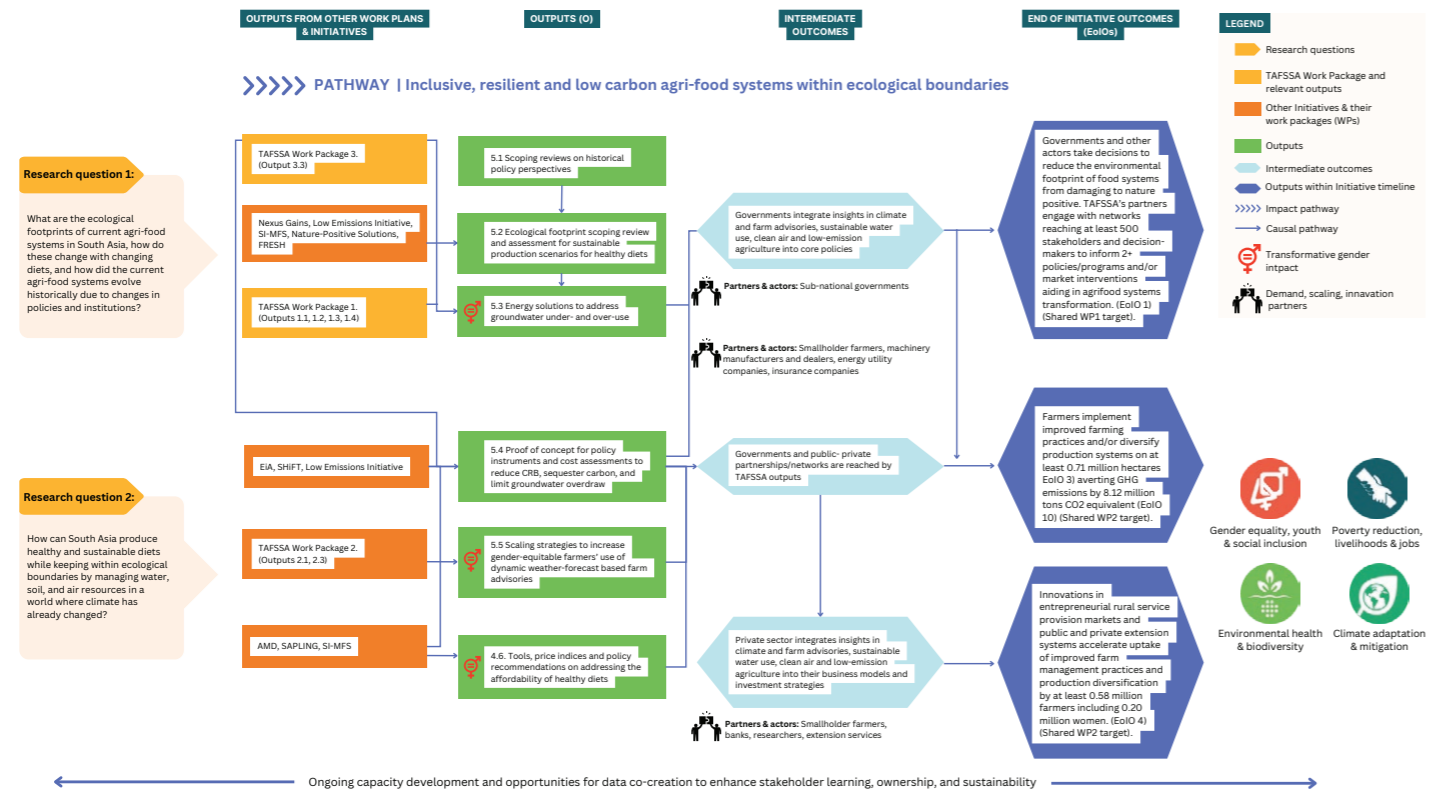 OUTPUTS FROM OTHER WORK PLANS
& INITIATIVES
OUTPUTS (O)
INTERMEDIATE
OUTCOMES
END OF INITIATIVE OUTCOMES
(EoIOs)
LEGEND
Research questions
TAFSSA Work Package and
relevant outputs
Other Initiatives & their
work packages (WPs)
Outputs
Intermediate outcomes
Outputs within Initiative timeline
Impact pathway
Causal pathway
Transformative gender
intpact
Demand, scaling, innavation
partners
PATHWAY | Inclusive, resilient and low carbon agri-food systems within ecological boundaries
Research question 1:
What are the ecological
footprints of current agri-food
systems in South Asia, how do
these change with changing
diets, and how did the current
agri-food systems evolve
historically due to changes in
policies and institutions?
TAFSSA Work Package 3.
(Output 3.3)
Nexus Gains, Low Emissions Initiative,
SI-MFS, Nature-Positive Solutions,
FRESH
TAFSSA Work Package 1.
(Outputs 1.1, 1.2, 1.3, 1.4)
5.1 Scoping reviews on historical
policy perspectives
5.2 Ecological footprint scoping review
and assessment for sustainable
production scenarios for healthy diets
5.3 Energy solutions to address
groundwater under- and over-use
Governments integrate insights in climate
and farm advisories, sustainable water
use, clean air and low-emission
agriculture into core policies
Partners & actors: Sub-national governments
Partners & actors: Smallholder farmers, machinery
manufacturers and dealers, energy utility
companies, insurance companies
Governments and other
actors take decisions to
reduce the environmental
footprint of food systems
from damaging to nature
positive. TAFSSA's partners
engage with networks
reaching at least 500
stakeholders and decision-
makers to inform 2+
policies/programs and/or
market interventions
aiding in agrifood systems
transformation. (EoIO 1)
(Shared WP1 target).
Research question 2:
How can South Asia produce
healthy and sustainable diets
while keeping within ecological
boundaries by managing water,
soil, and air resources in a
world where climate has
already changed?
EiA, SHiFT, Low Emissions Initiative
TAFSSA Work Package 2.
(Outputs 2.1, 2.3)
AMD, SAPLING, SI-MFS
5.4 Proof of concept for policy
instruments and cost assessments to
reduce CRB, sequester carbon, and
limit groundwater overdraw
5.5 Scaling strategies to increase
gender-equitable farmers' use of
dynamic weather-forecast based farm
advisories
4.6. Tools, price indices and policy
recommendations on addressing the
affordability of healthy diets
Governments and public- private
partnerships/networks are reached by
TAFSSA outputs
Private sector integrates insights in
climate and farm advisories, sustainable
water use, clean air and low-emission
agriculture into their business models and
investment strategies
Partners & actors: Smallholder farmers,
banks, researchers, extension services
Farmers implement
improved farming
practices and/or diversify
production systems on at
least 0.71 million hectares
EoIO 3) averting GHG
emissions by 8.12 million
tons CO2 equivalent (EoIO
10) (Shared WP2 target).
Innovations in
entrepreneurial rural service
provision markets and
public and private extension
systems accelerate uptake
of improved farm
management practices and
production diversification
by at least 0.58 million
farmers including 0.20
million women. (EoIO 4)
(Shared WP2 target).
Gender equality, youth
& social inclusion
Poverty reduction,
livelihoods & jobs
Environmental health
& biodiversity
Climate adaptation
& mitigation
Ongoing capacity development and opportunities for data co-creation to enhance stakeholder learning, ownership, and sustainability